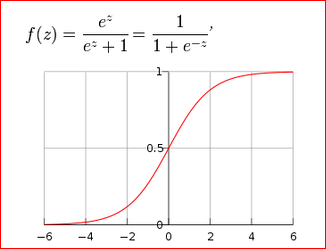 f(z) = e^z / (e^z + 1) = 1 / (1 + e^−z) ,
1
0.5
0
−6 −4 −2 0 2 4 6